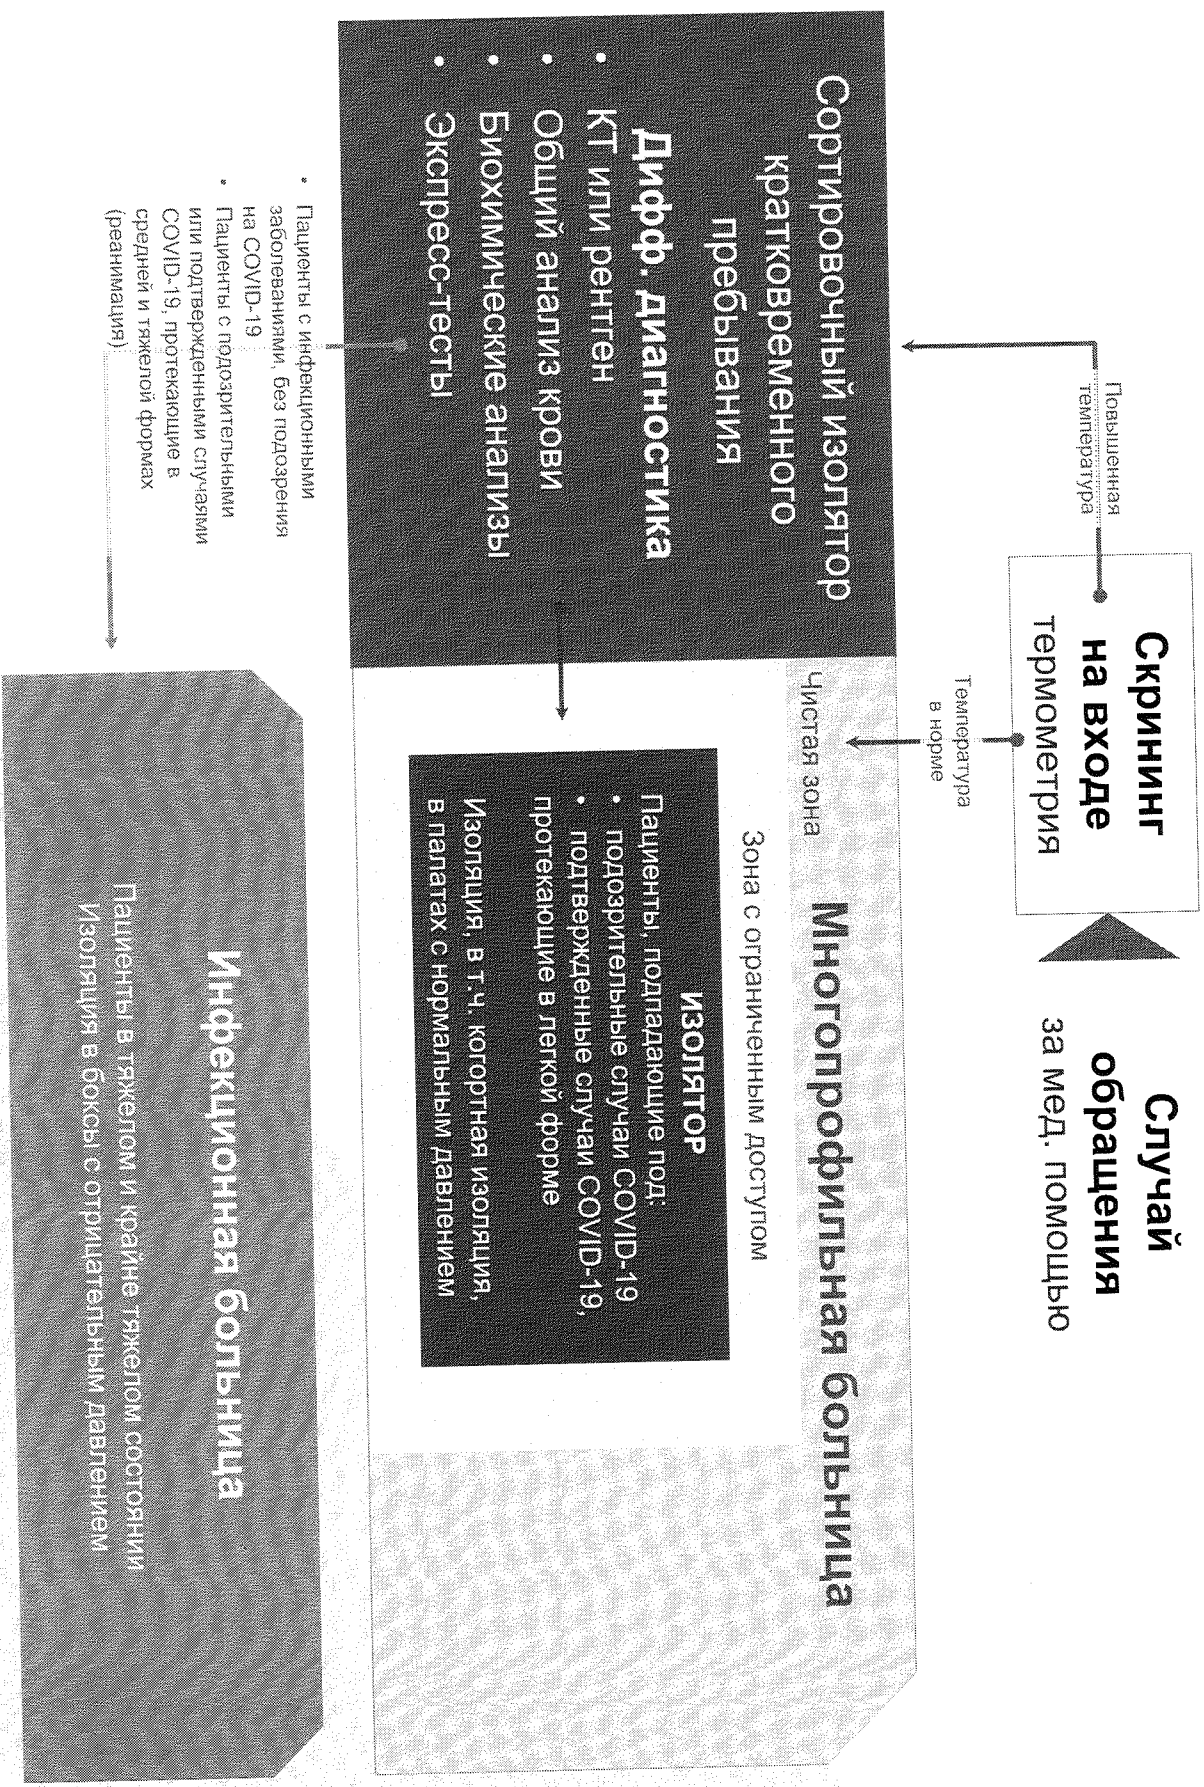 Случай
обращения
за мед. помощью
Скрининг
на входе
термометрия
Повышенная
температура
Температура
в норме
Сортировочный изолятор
кратковременного
пребывания
Дифф. диагностика
• КТ или рентген
• Общий анализ крови
• Биохимические анализы
• Экспресс-тесты
Многопрофильная больница
Чистая зона
Зона с ограниченным доступом
ИЗОЛЯТОР
Пациенты, подпадающие под:
• подозрительные случаи COVID-19
• подтвержденные случаи COVID-19,
протекающие в легкой форме
Изоляция, в т.ч. когортная изоляция,
в палатах с нормальным давлением
• Пациенты с инфекционными
заболеваниями, без подозрения
на COVID-19
• Пациенты с подозрительными
или подтвержденными случаями
COVID-19, протекающие в
средней и тяжелой формах
(реанимация)
Инфекционная больница
Пациенты в тяжелом и крайне тяжелом состоянии
Изоляция в боксы с отрицательным давлением